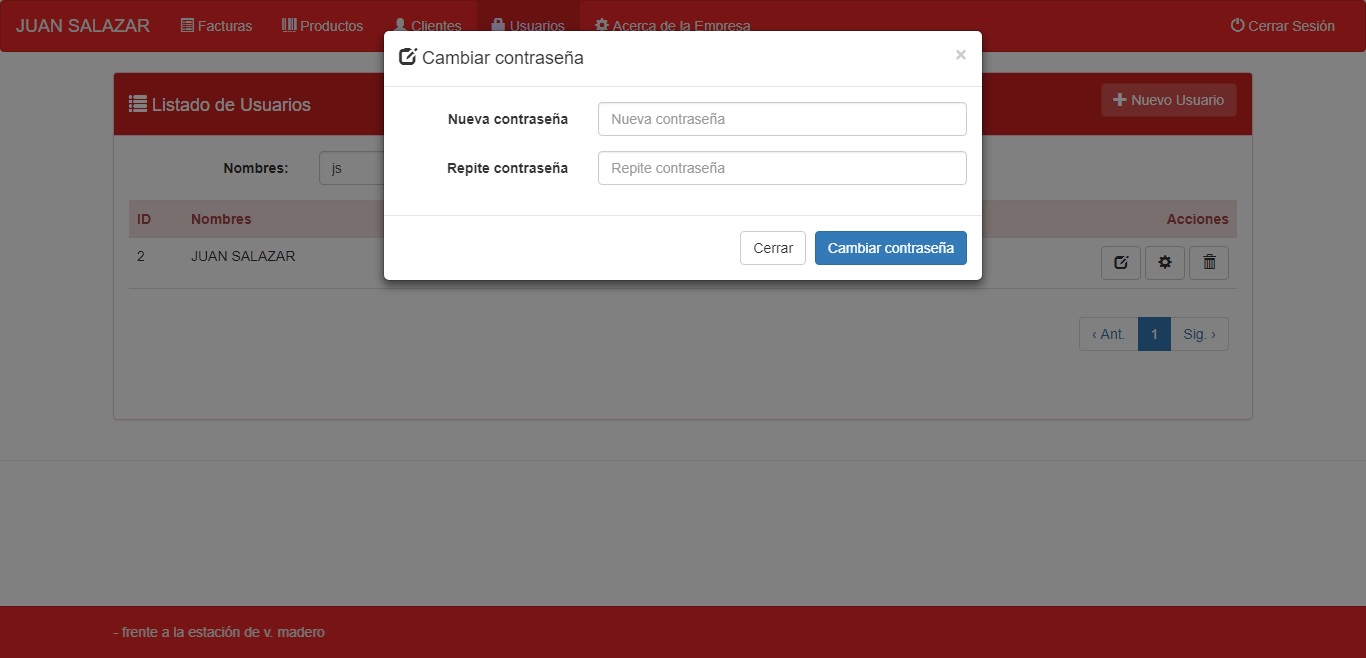 JUAN SALAZAR Facturas Productos Clientes Usuarios Acerca de la Empresa Cerrar Sesión
Cambiar contraseña ×
Listado de Usuarios Nuevo Usuario
Nueva contraseña Nueva contraseña
Nombres: js
Repite contraseña Repite contraseña
ID Nombres Acciones
Cerrar Cambiar contraseña
2 JUAN SALAZAR
‹ Ant. 1 Sig. ›
- frente a la estación de v. madero